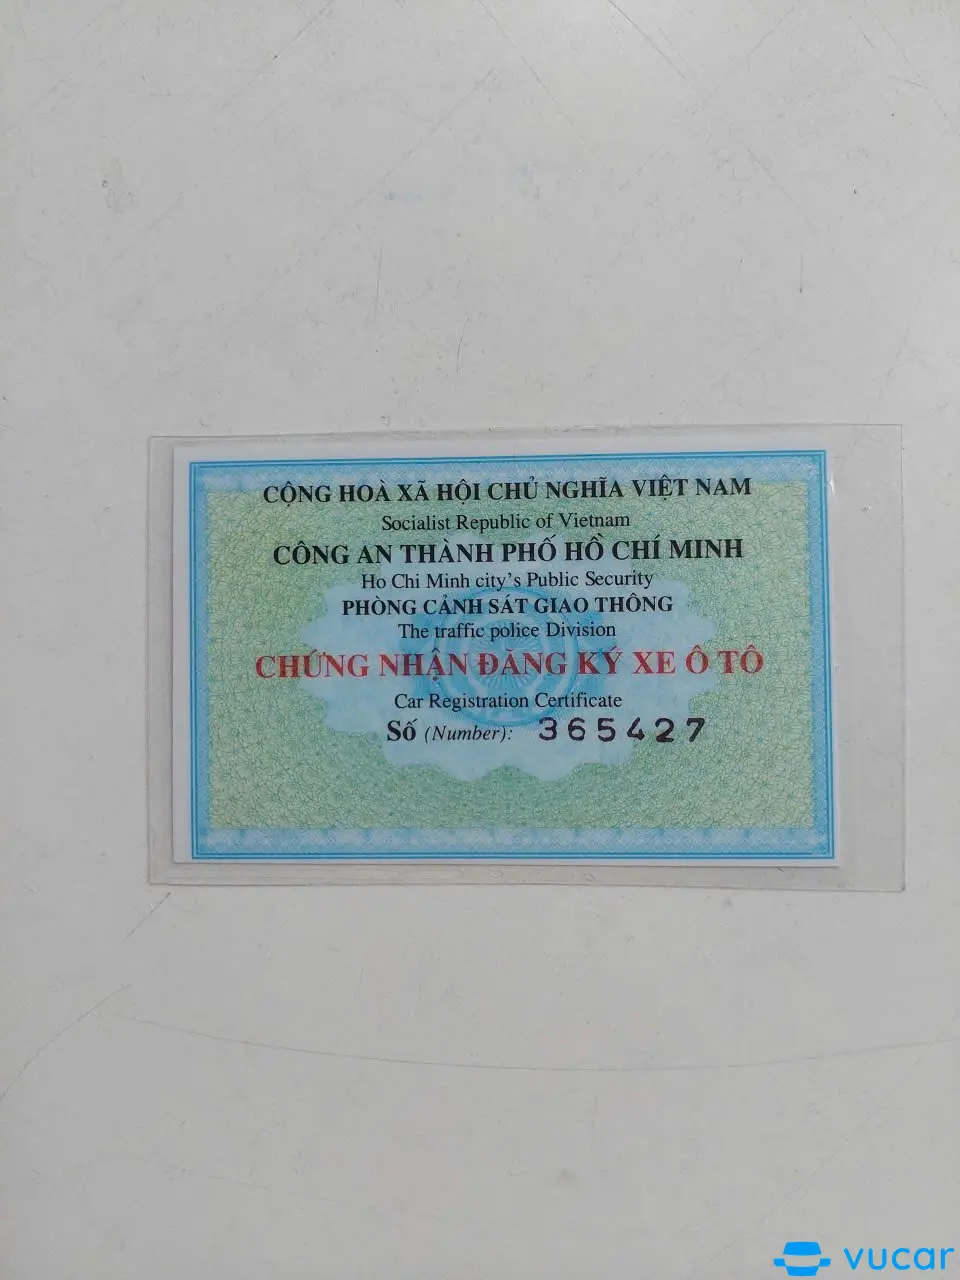 CỘNG HOÀ XÃ HỘI CHỦ NGHĨA VIỆT NAM
Socialist Republic of Vietnam
CÔNG AN THÀNH PHỐ HỒ CHÍ MINH
Ho Chi Minh city's Public Security
PHÒNG CẢNH SÁT GIAO THÔNG
The traffic police Division
CHỨNG NHẬN ĐĂNG KÝ XE Ô TÔ
Car Registration Certificate
Số (Number): 365427
vucar